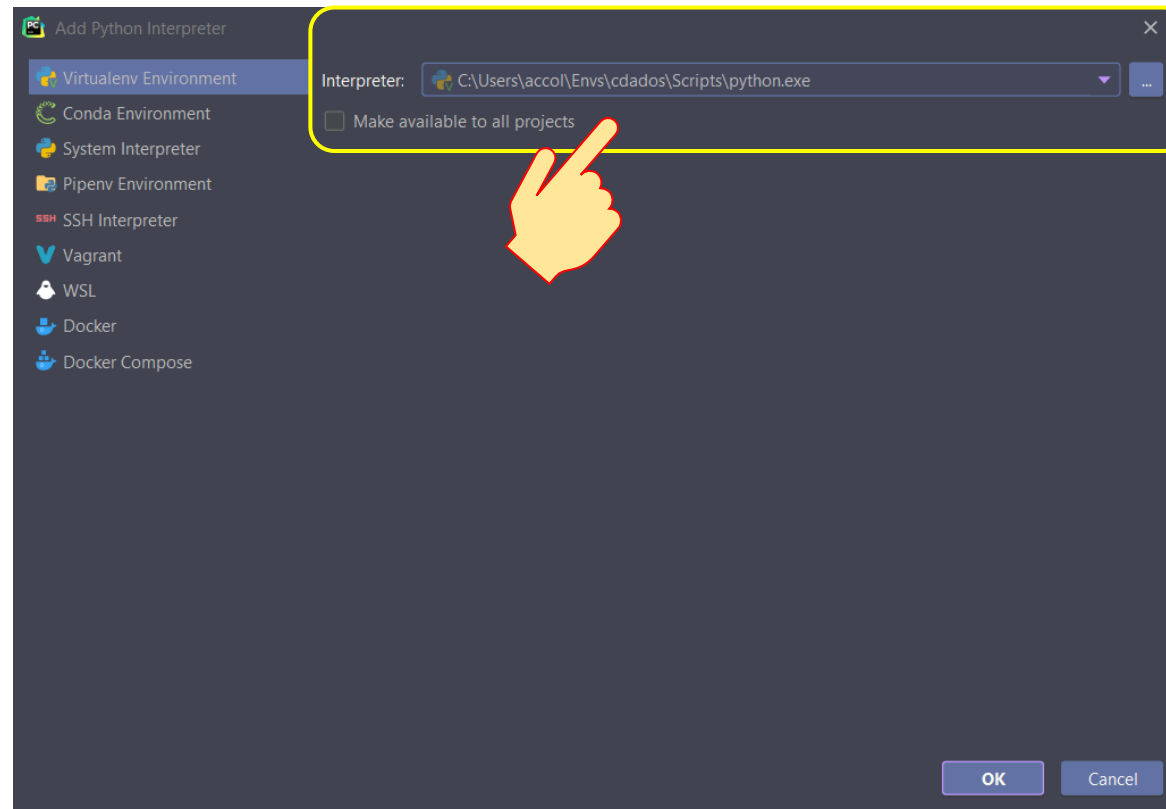 Add Python Interpreter
Virtualenv Environment
Conda Environment
System Interpreter
Pipenv Environment
SSH SSH Interpreter
Vagrant
WSL
Docker
Docker Compose
Interpreter: C:\Users\accol\Envs\cdados\Scripts\python.exe ...
Make available to all projects
OK Cancel